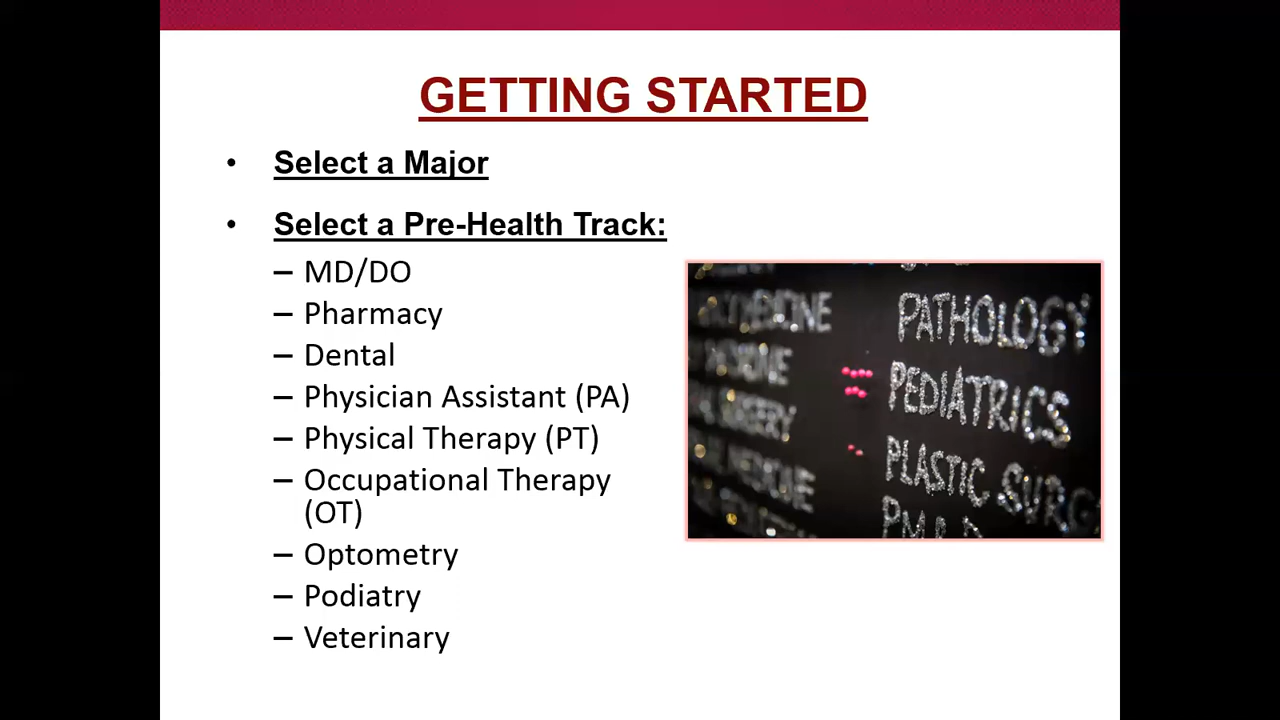 GETTING STARTED
• Select a Major
• Select a Pre-Health Track:
– MD/DO
– Pharmacy
– Dental
– Physician Assistant (PA)
– Physical Therapy (PT)
– Occupational Therapy
(OT)
– Optometry
– Podiatry
– Veterinary
PATHOLOGY
PEDIATRICS
PLASTIC SURG
PM&R